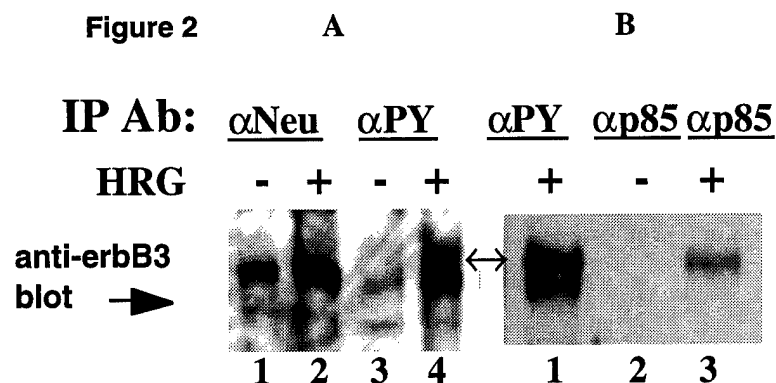 Figure 2 A B
IP Ab: αNeu αPY αPY αp85 αp85
HRG - + - + + - +
anti-erbB3
blot
1 2 3 4 1 2 3